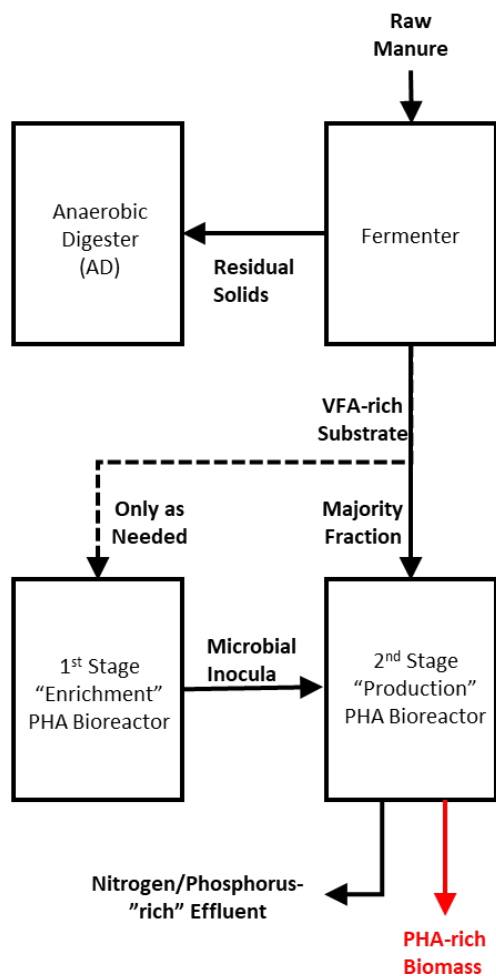 Raw
Manure
Anaerobic
Digester
(AD)
Fermenter
Residual
Solids
VFA-rich
Substrate
Only as
Needed
Majority
Fraction
1st Stage
“Enrichment”
PHA Bioreactor
Microbial
Inocula
2nd Stage
“Production”
PHA Bioreactor
Nitrogen/Phosphorus-
”rich” Effluent
PHA-rich
Biomass